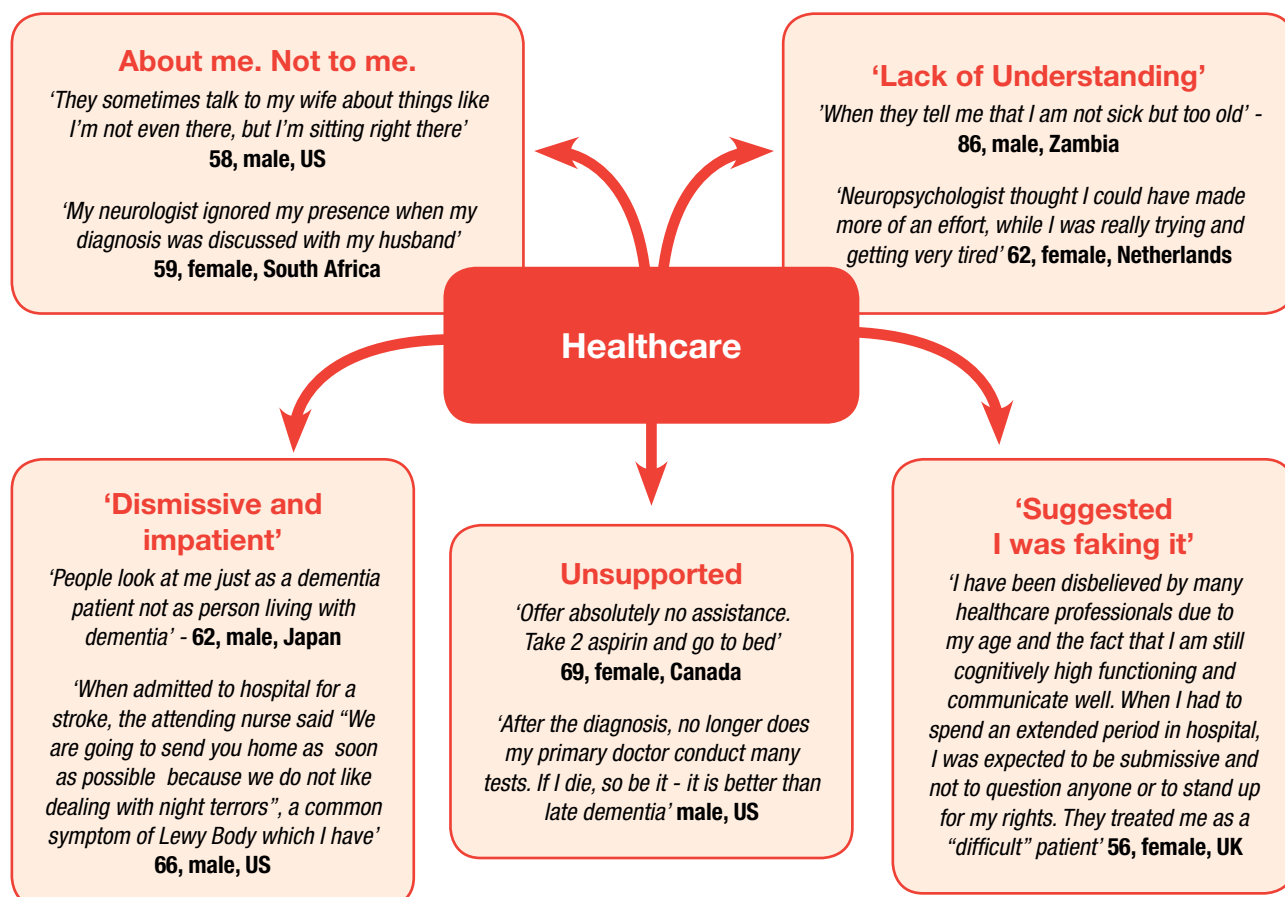 About me. Not to me.
‘They sometimes talk to my wife about things like
I’m not even there, but I’m sitting right there’
58, male, US
‘My neurologist ignored my presence when my
diagnosis was discussed with my husband’
59, female, South Africa
‘Lack of Understanding’
’When they tell me that I am not sick but too old’ -
86, male, Zambia
‘Neuropsychologist thought I could have made
more of an effort, while I was really trying and
getting very tired’ 62, female, Netherlands
Healthcare
‘Dismissive and
impatient’
‘People look at me just as a dementia
patient not as person living with
dementia’ - 62, male, Japan
‘When admitted to hospital for a
stroke, the attending nurse said “We
are going to send you home as soon
as possible because we do not like
dealing with night terrors”, a common
symptom of Lewy Body which I have’
66, male, US
Unsupported
‘Offer absolutely no assistance.
Take 2 aspirin and go to bed’
69, female, Canada
‘After the diagnosis, no longer does
my primary doctor conduct many
tests. If I die, so be it - it is better than
late dementia’ male, US
‘Suggested
I was faking it’
‘I have been disbelieved by many
healthcare professionals due to
my age and the fact that I am still
cognitively high functioning and
communicate well. When I had to
spend an extended period in hospital,
I was expected to be submissive and
not to question anyone or to stand up
for my rights. They treated me as a
“difficult” patient’ 56, female, UK